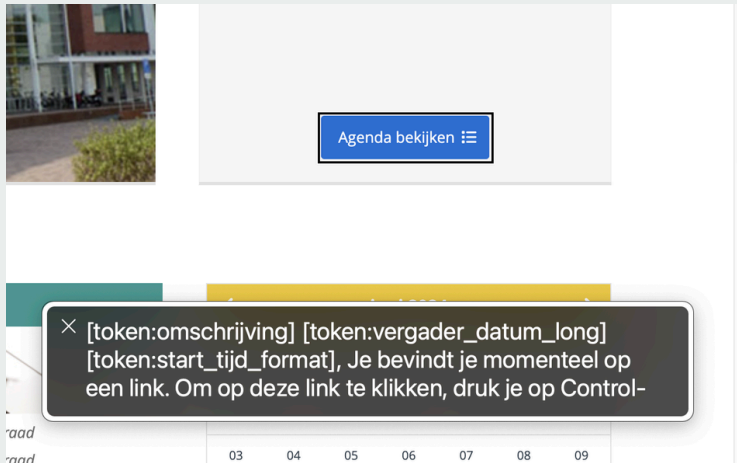 Agenda bekijken
[token:omschrijving] [token:vergader_datum_long]
[token:start_tijd_format], Je bevindt je momenteel op
een link. Om op deze link te klikken, druk je op Control-
raad
raad
03 04 05 06 07 08 09